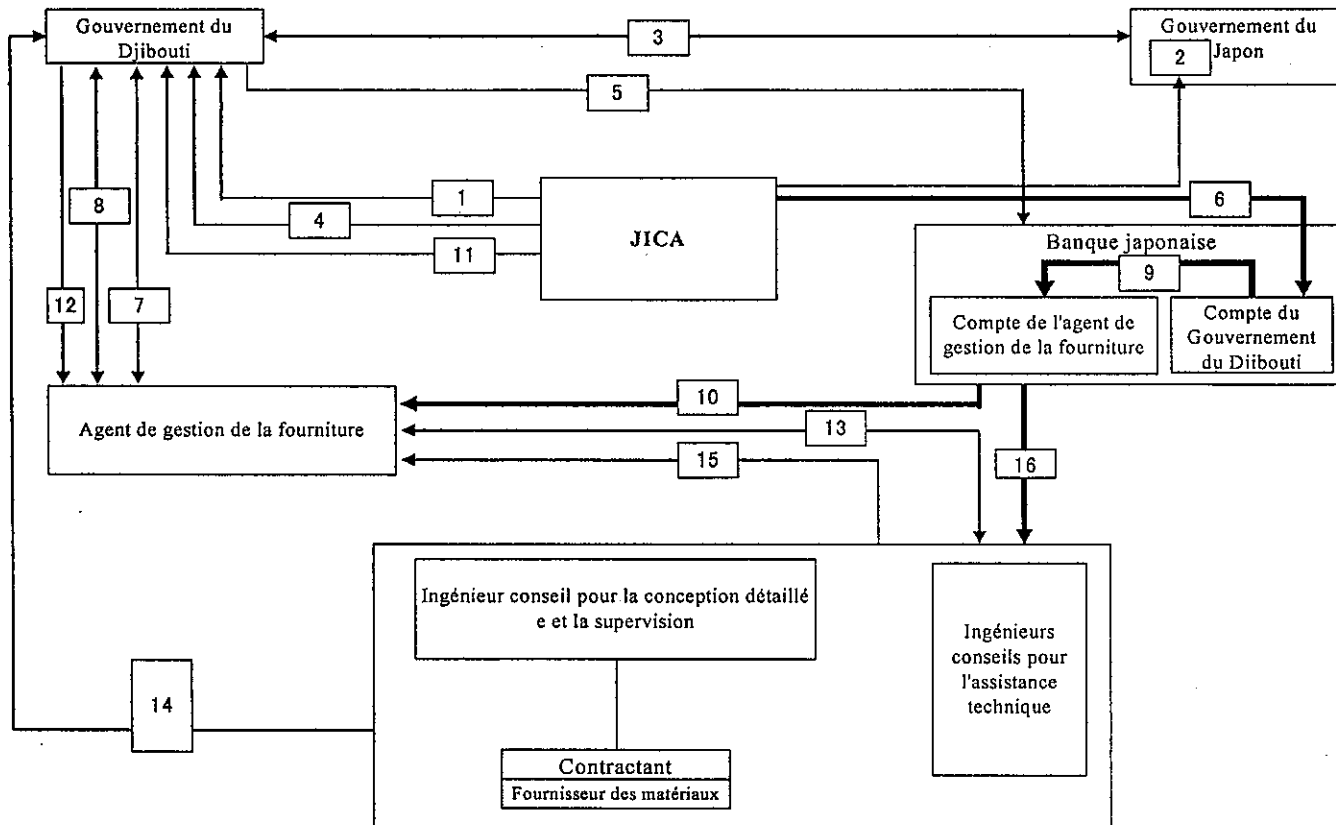 Gouvernement du
Djibouti
3
Gouvernement du
2
Japon
5
8
1
4
11
JICA
6
12
7
Banque japonaise
9
Compte de l'agent de
gestion de la fourniture
Compte du
Gouvernement
du Diibouti
10
Agent de gestion de la fourniture
13
15
16
Ingénieur conseil pour la conception détaillé
e et la supervision
Ingénieurs
conseils pour
l'assistance
technique
14
Contractant
Fournisseur des matériaux